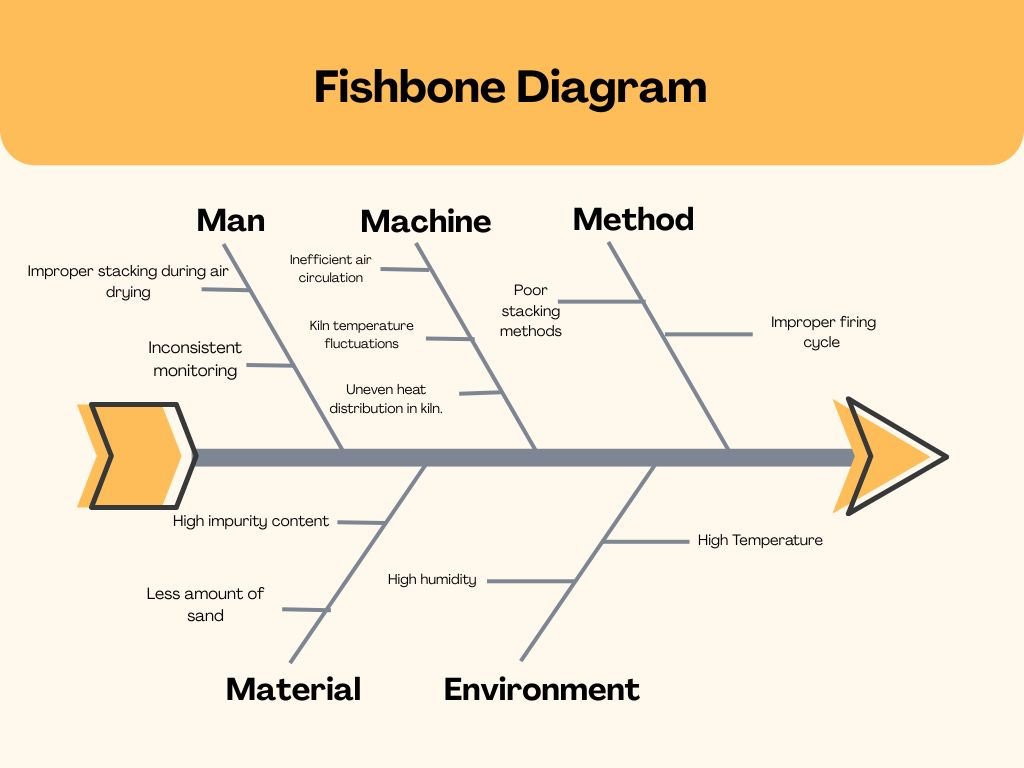 Fishbone Diagram
Man
Machine
Method
Improper stacking during air
drying
Inconsistent
monitoring
Inefficient air
circulation
Kiln temperature
fluctuations
Uneven heat
distribution in kiln.
Poor
stacking
methods
Improper firing
cycle
High impurity content
Less amount of
sand
High humidity
High Temperature
Material
Environment